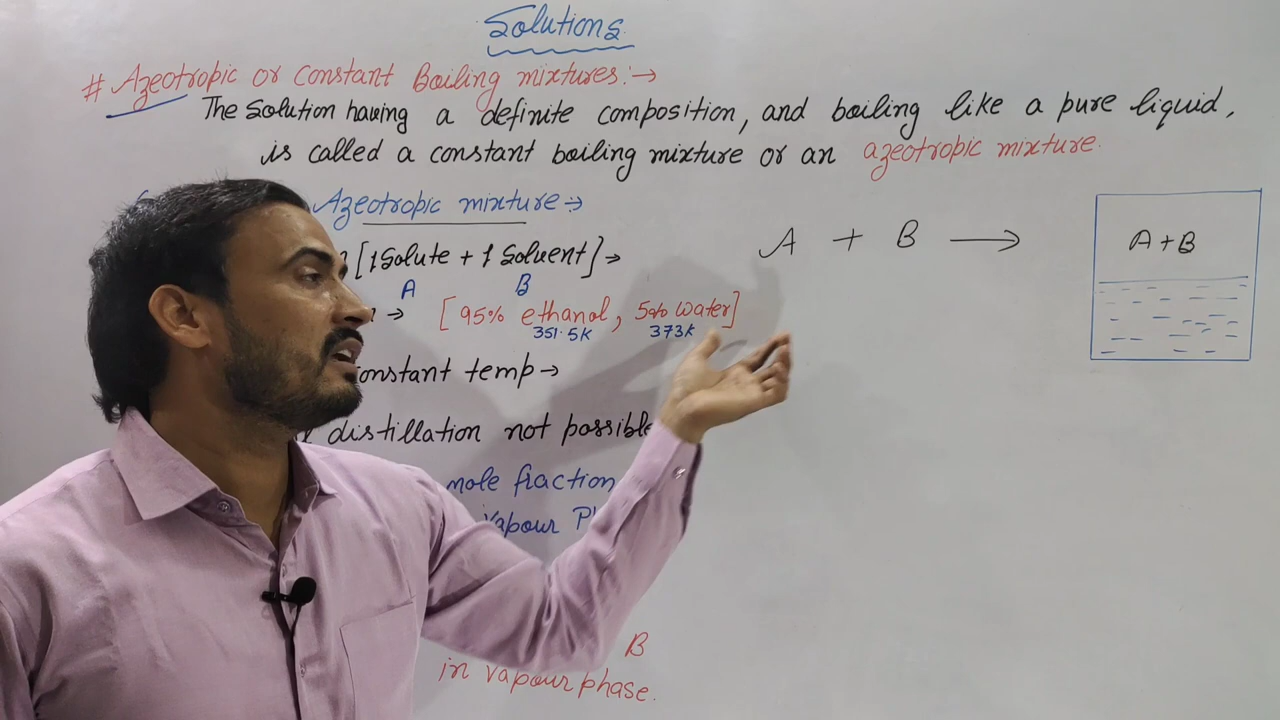 Solutions
# Azeotropic or Constant Boiling mixtures:→
The Solution having a definite composition, and boiling like a pure liquid,
is called a constant boiling mixture or an azeotropic mixture.
Azeotropic mixture →
[1 Solute + 1 Solvent]→
A B
→ [95% ethanol, 5% water]
351.5K 373K
constant temp→
distillation not possible
mole fraction
Vapour
B
in vapour phase.
A + B ⟶
A+B